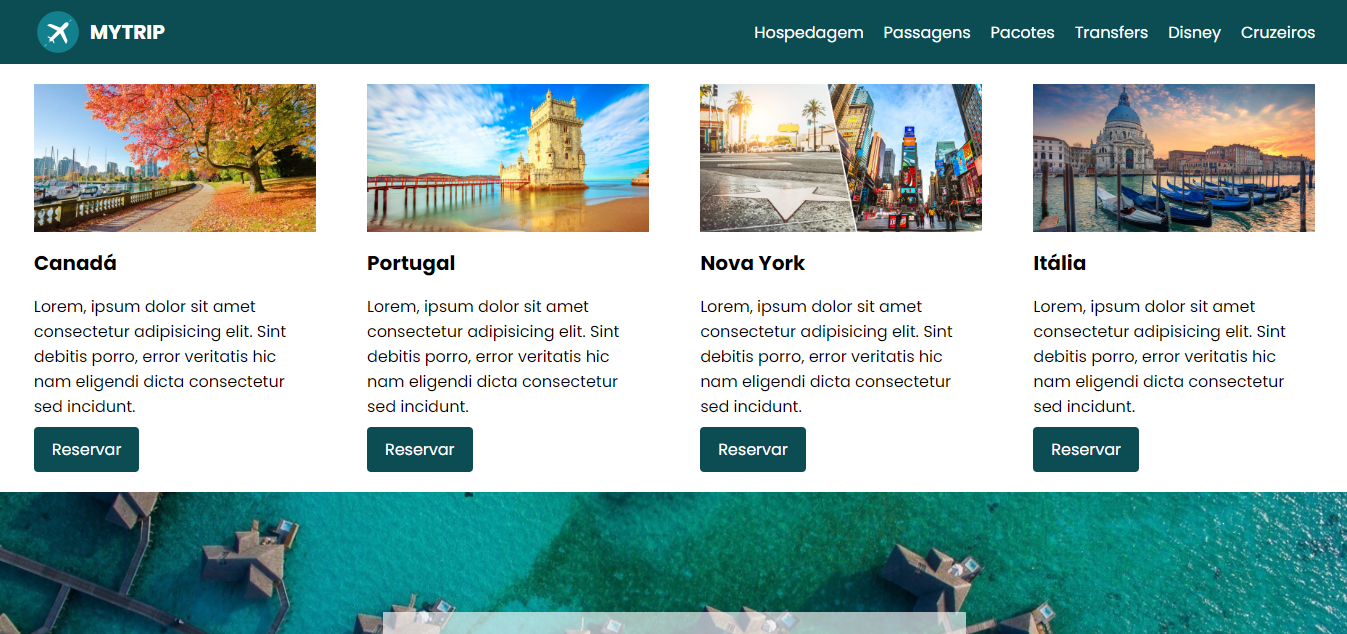 MYTRIP
Hospedagem Passagens Pacotes Transfers Disney Cruzeiros
Canadá
Lorem, ipsum dolor sit amet
consectetur adipisicing elit. Sint
debitis porro, error veritatis hic
nam eligendi dicta consectetur
sed incidunt.
Reservar
Portugal
Lorem, ipsum dolor sit amet
consectetur adipisicing elit. Sint
debitis porro, error veritatis hic
nam eligendi dicta consectetur
sed incidunt.
Reservar
Nova York
Lorem, ipsum dolor sit amet
consectetur adipisicing elit. Sint
debitis porro, error veritatis hic
nam eligendi dicta consectetur
sed incidunt.
Reservar
Itália
Lorem, ipsum dolor sit amet
consectetur adipisicing elit. Sint
debitis porro, error veritatis hic
nam eligendi dicta consectetur
sed incidunt.
Reservar